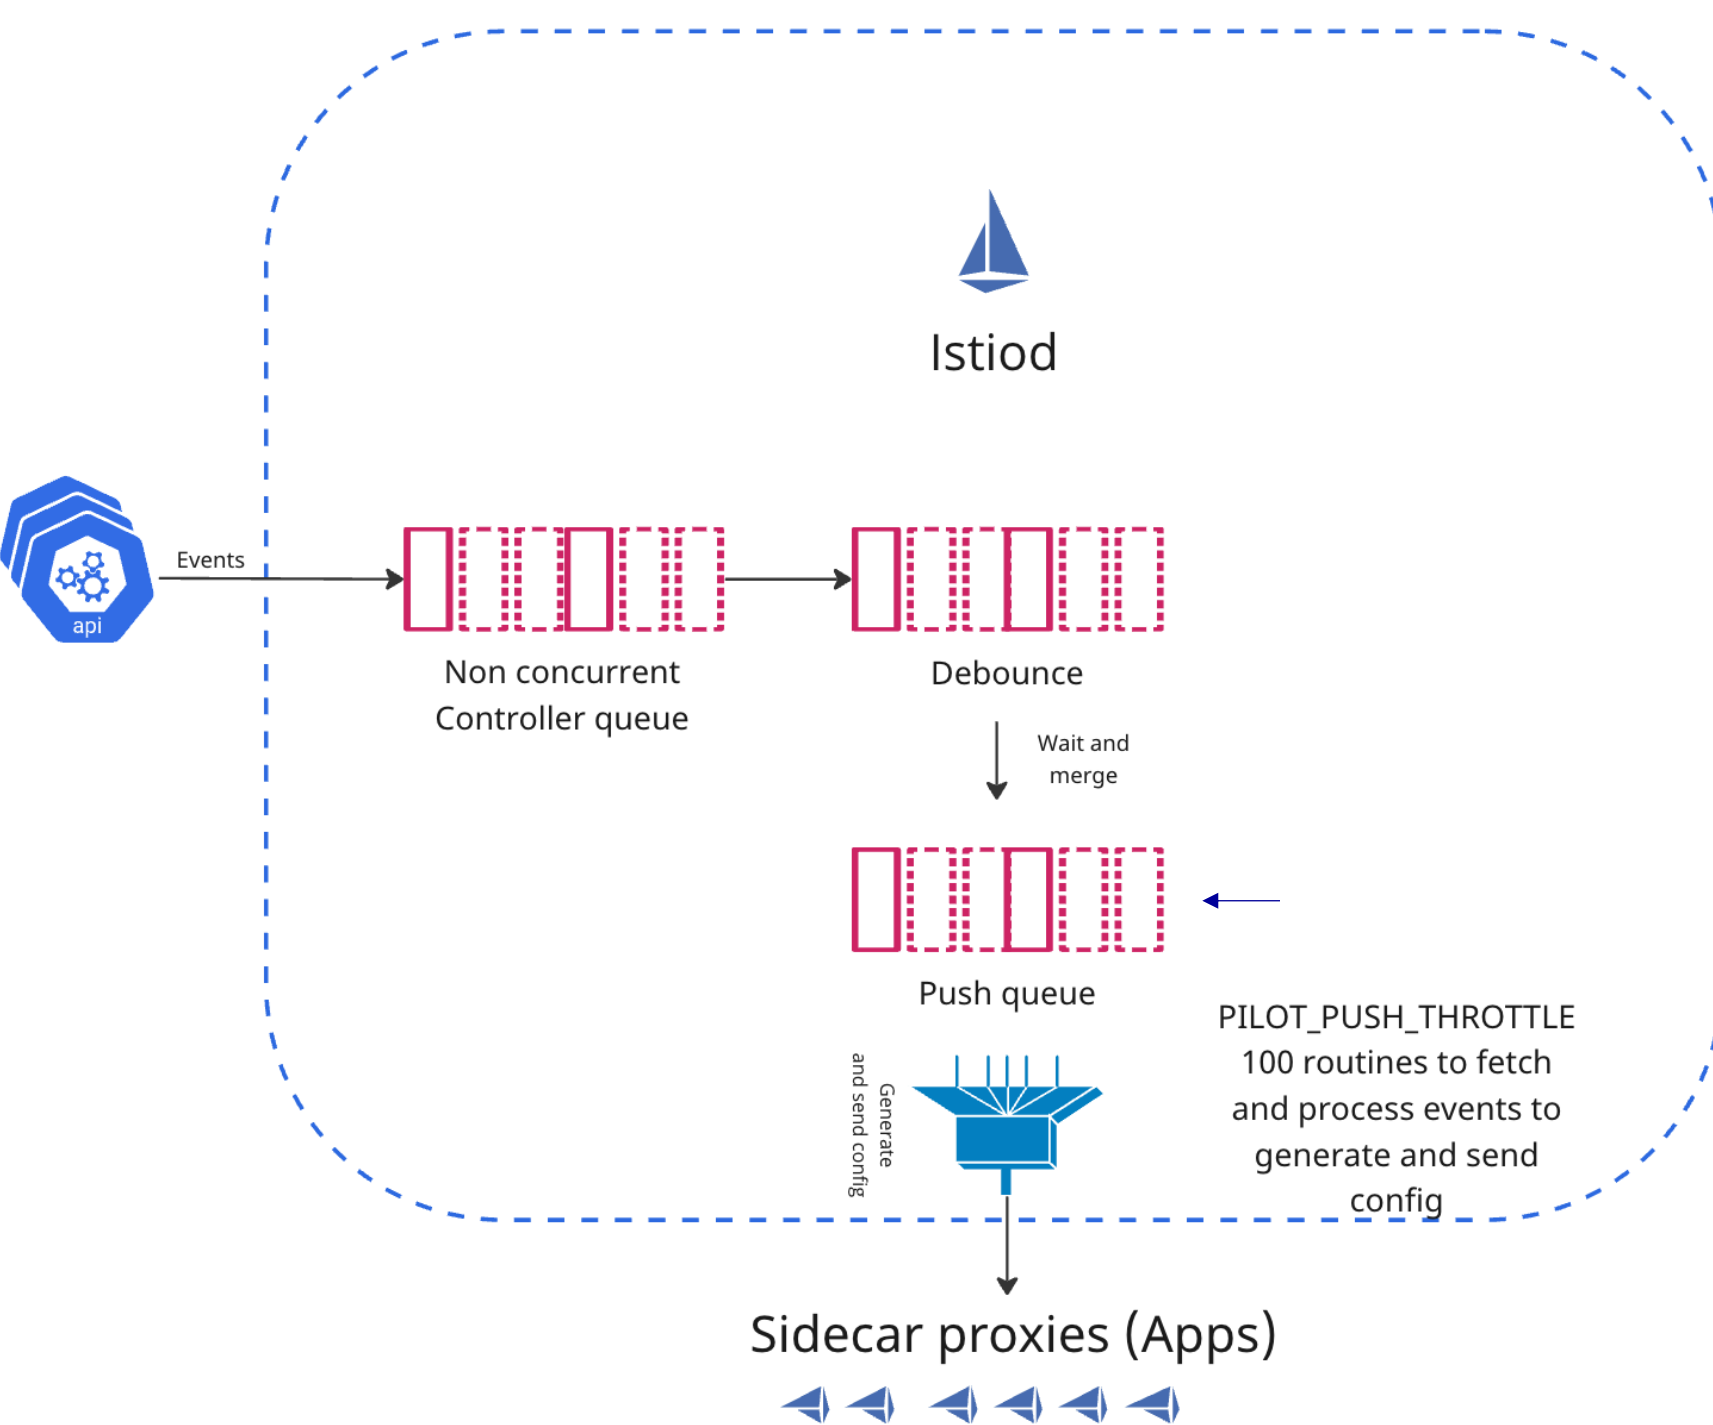 Istiod
Events
api
Non concurrent
Controller queue
Debounce
Wait and
merge
Push queue
Generate
and send config
PILOT_PUSH_THROTTLE
100 routines to fetch
and process events to
generate and send
config
Sidecar proxies (Apps)